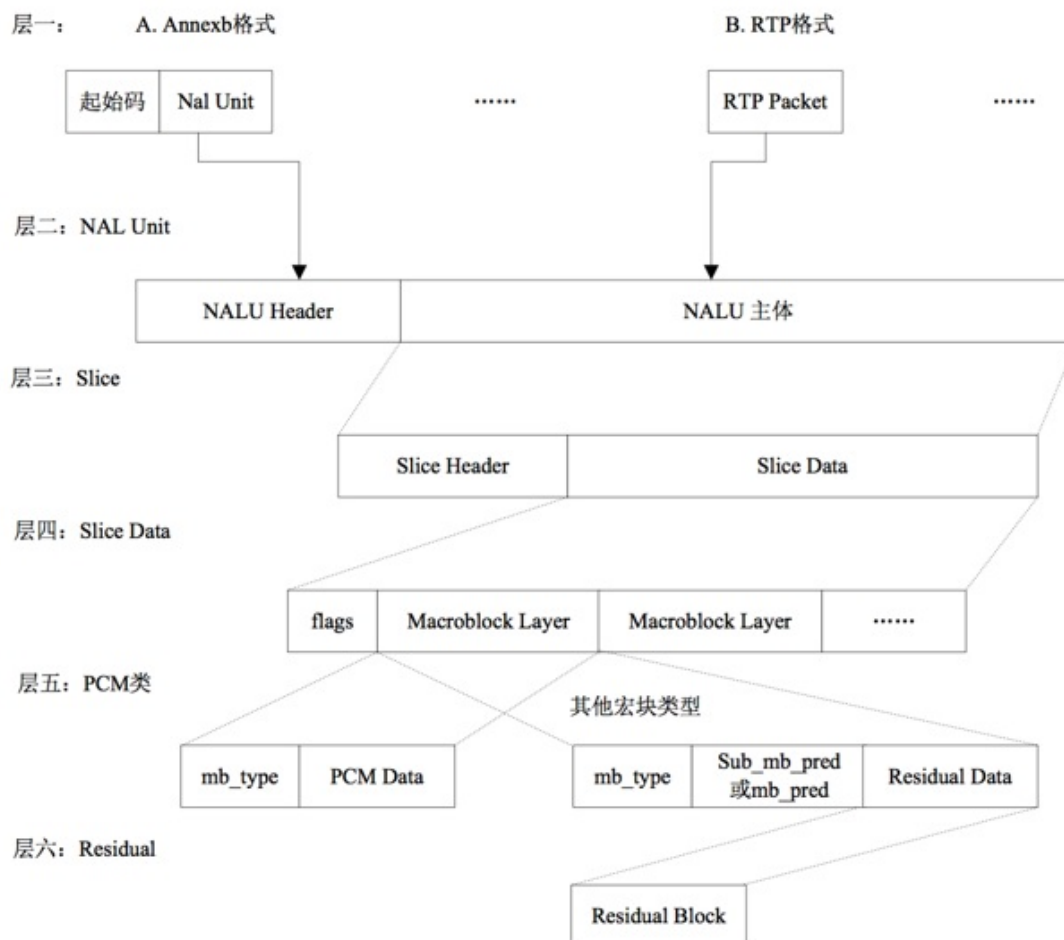 层一： A. Annexb格式 B. RTP格式
起始码 Nal Unit …… RTP Packet ……
层二：NAL Unit
NALU Header NALU 主体
层三：Slice
Slice Header Slice Data
层四：Slice Data
flags Macroblock Layer Macroblock Layer ……
层五：PCM类
其他宏块类型
mb_type PCM Data mb_type Sub_mb_pred Residual Data
或mb_pred
层六：Residual
Residual Block